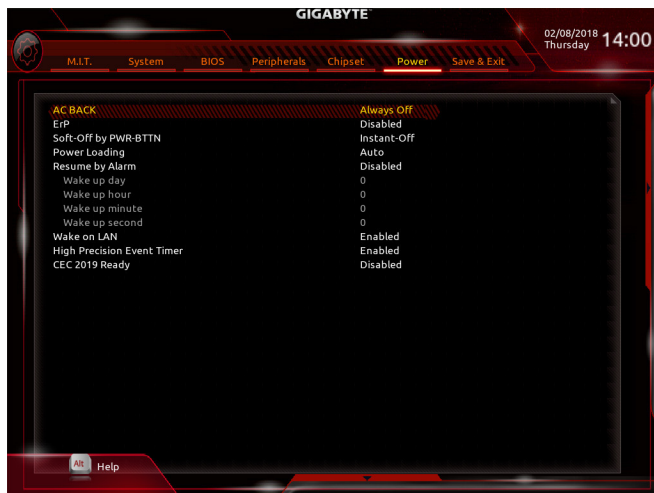 GIGABYTE
02/08/2018 14:00
Thursday
M.I.T. System BIOS Peripherals Chipset Power Save & Exit
AC BACK Always Off
ErP Disabled
Soft-Off by PWR-BTTN Instant-Off
Power Loading Auto
Resume by Alarm Disabled
Wake up day 0
Wake up hour 0
Wake up minute 0
Wake up second 0
Wake on LAN Enabled
High Precision Event Timer Enabled
CEC 2019 Ready Disabled
Alt Help